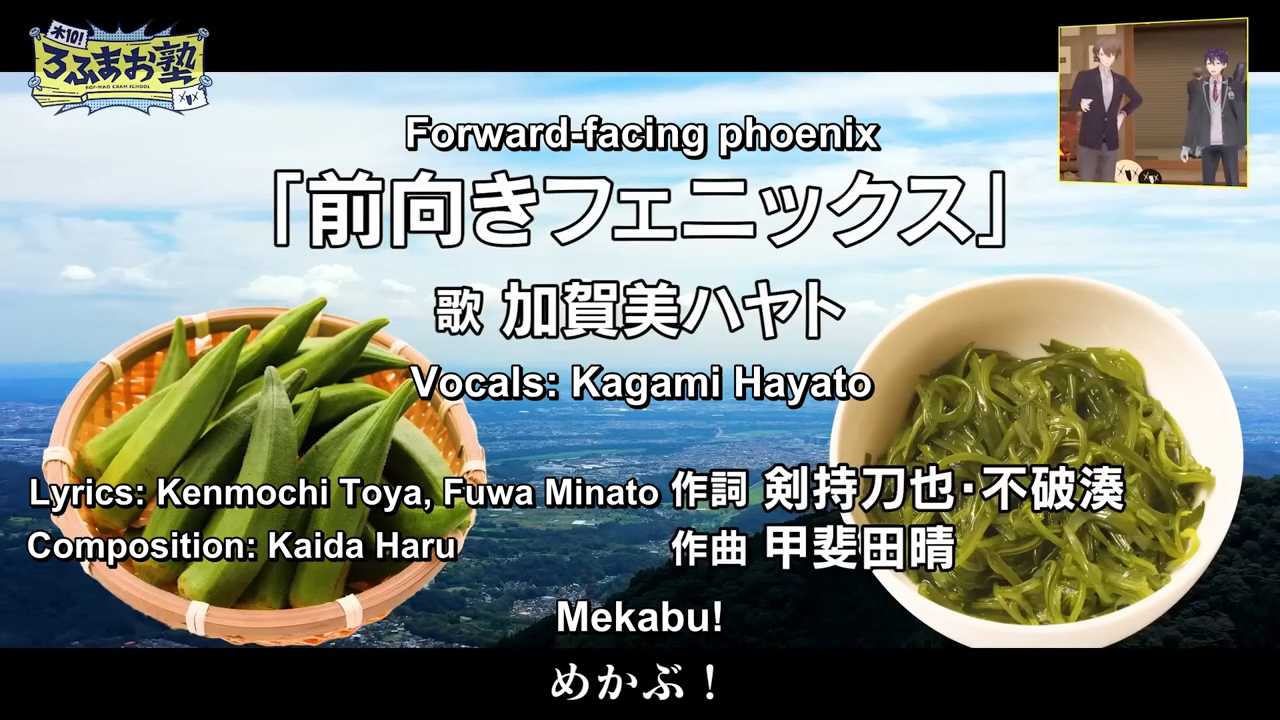 木10!
ろふまお塾
ROF-MAO CRAM SCHOOL
Forward-facing phoenix
「前向きフェニックス」
歌 加賀美ハヤト
Vocals: Kagami Hayato
Lyrics: Kenmochi Toya, Fuwa Minato 作詞 剣持刀也・不破湊
Composition: Kaida Haru 作曲 甲斐田晴
Mekabu!
めかぶ！